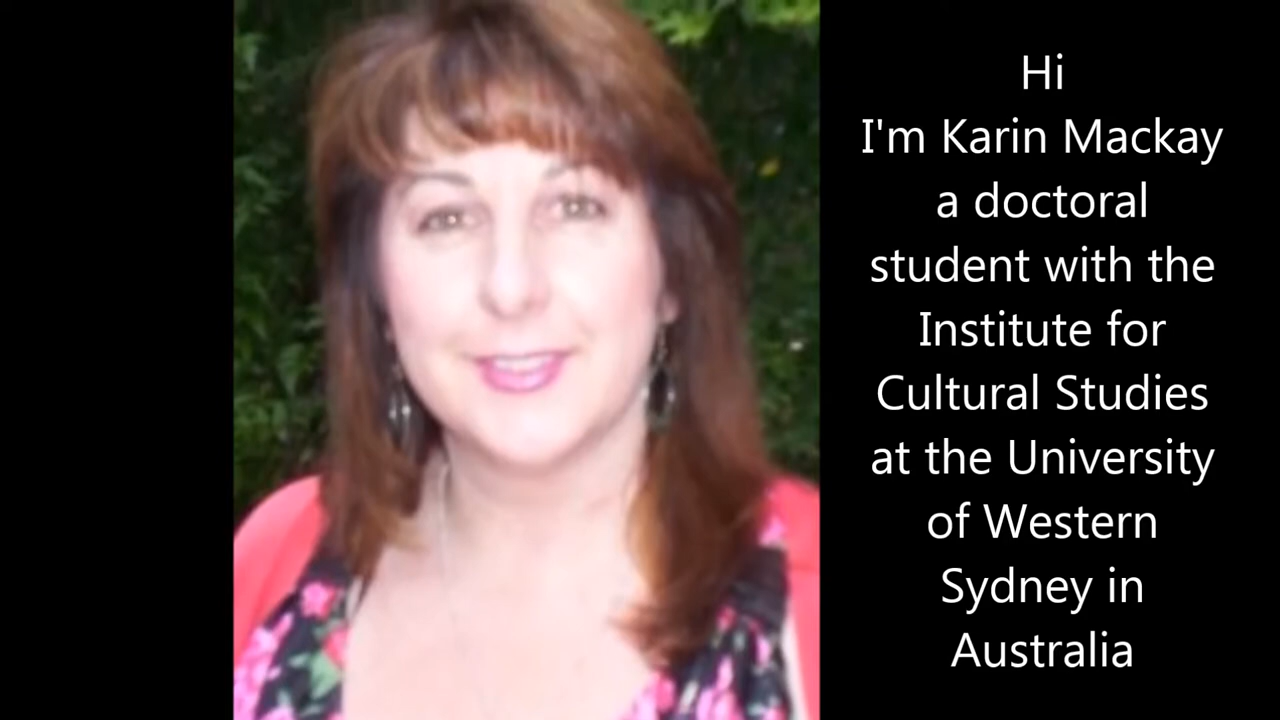 Hi
I'm Karin Mackay
a doctoral
student with the
Institute for
Cultural Studies
at the University
of Western
Sydney in
Australia